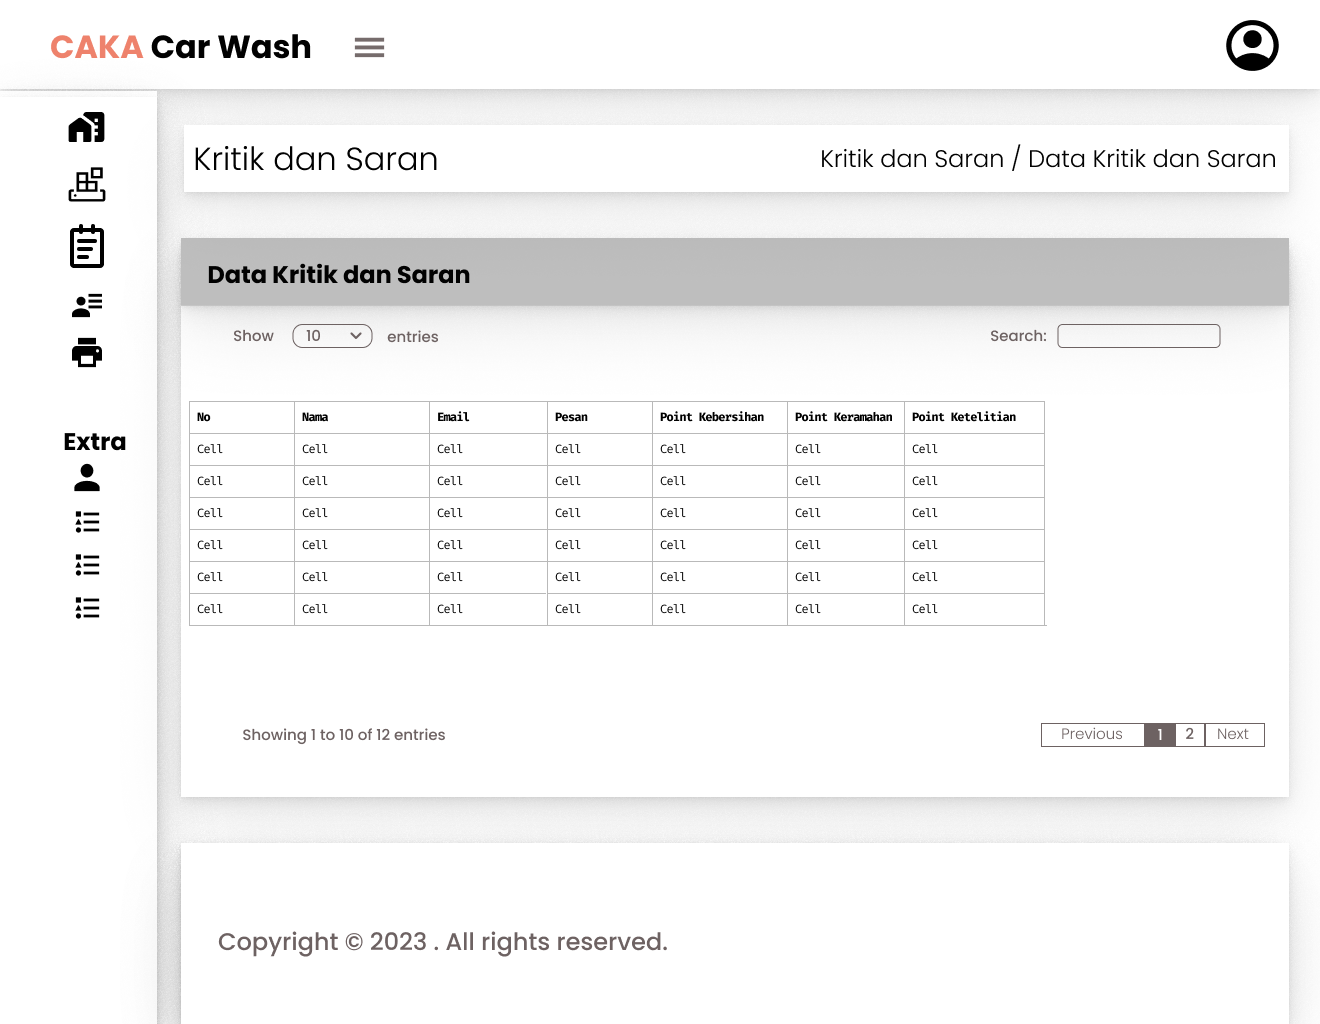 CAKA Car Wash
Kritik dan Saran
Kritik dan Saran / Data Kritik dan Saran
Data Kritik dan Saran
Show 10 entries
Search:
No Nama Email Pesan Point Kebersihan Point Keramahan Point Ketelitian
Cell Cell Cell Cell Cell Cell Cell
Cell Cell Cell Cell Cell Cell Cell
Cell Cell Cell Cell Cell Cell Cell
Cell Cell Cell Cell Cell Cell Cell
Cell Cell Cell Cell Cell Cell Cell
Cell Cell Cell Cell Cell Cell Cell
Extra
Showing 1 to 10 of 12 entries
Previous 1 2 Next
Copyright © 2023 . All rights reserved.